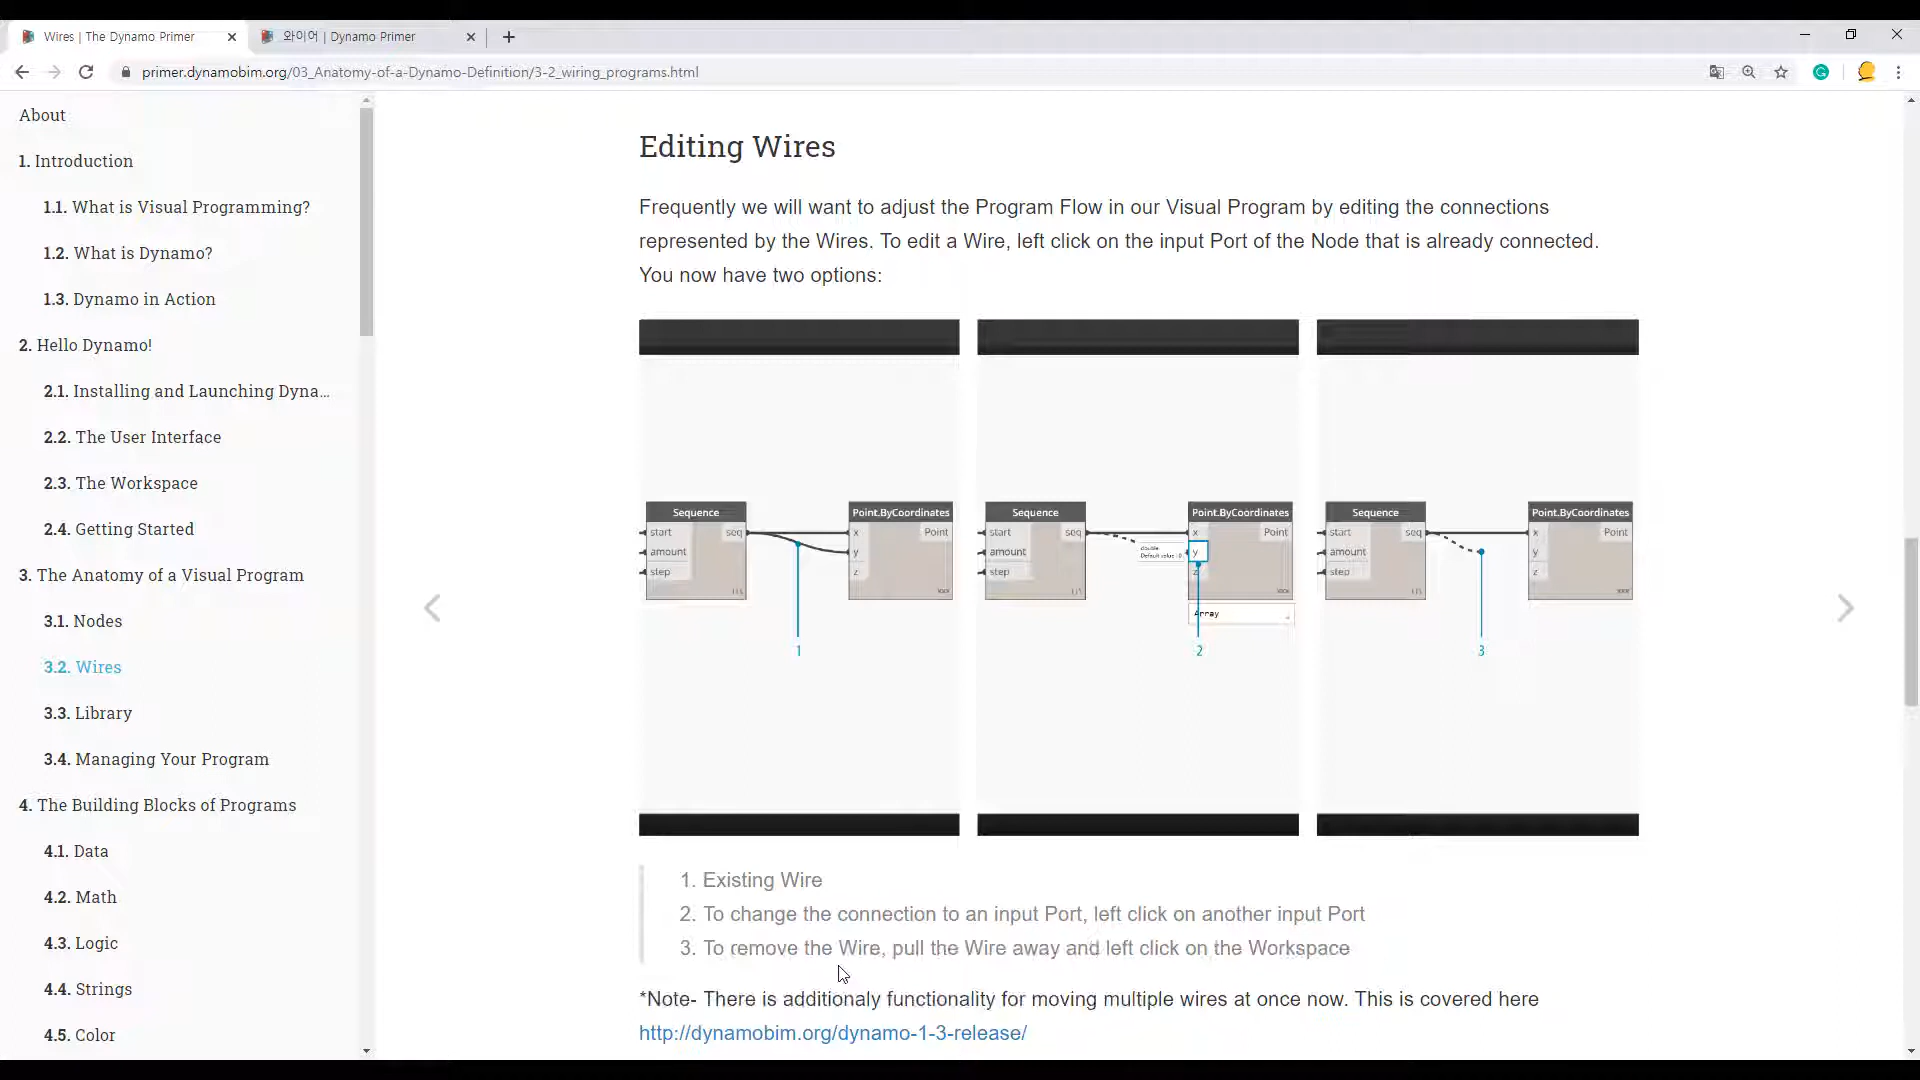 Wires | The Dynamo Primer
와이어 | Dynamo Primer
primer.dynamobim.org/03_Anatomy-of-a-Dynamo-Definition/3-2_wiring_programs.html
About
1. Introduction
1.1. What is Visual Programming?
1.2. What is Dynamo?
1.3. Dynamo in Action
2. Hello Dynamo!
2.1. Installing and Launching Dyna...
2.2. The User Interface
2.3. The Workspace
2.4. Getting Started
3. The Anatomy of a Visual Program
3.1. Nodes
3.2. Wires
3.3. Library
3.4. Managing Your Program
4. The Building Blocks of Programs
4.1. Data
4.2. Math
4.3. Logic
4.4. Strings
4.5. Color
Editing Wires
Frequently we will want to adjust the Program Flow in our Visual Program by editing the connections
represented by the Wires. To edit a Wire, left click on the input Port of the Node that is already connected.
You now have two options:
Sequence
start seq
amount
step
Point.ByCoordinates
x Point
y
z
1
Sequence
start seq
amount
step
double
Default value : 0
Point.ByCoordinates
x Point
y
z
Array
2
Sequence
start seq
amount
step
Point.ByCoordinates
x Point
y
z
3
1. Existing Wire
2. To change the connection to an input Port, left click on another input Port
3. To remove the Wire, pull the Wire away and left click on the Workspace
*Note- There is additionaly functionality for moving multiple wires at once now. This is covered here
http://dynamobim.org/dynamo-1-3-release/